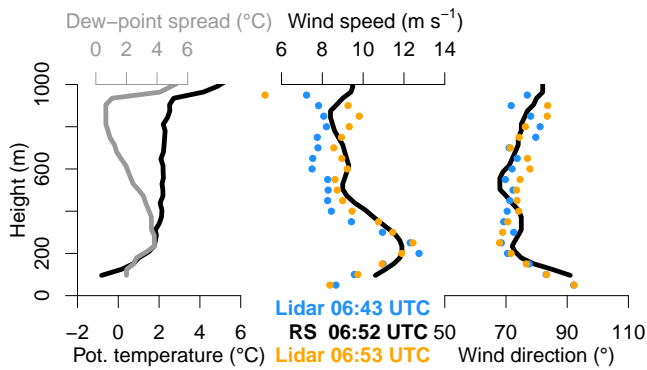 Dew−point spread (°C)
Wind speed (m s−1)
0 2 4 6
6 8 10 12 14
Height (m)
1000
600
200
0
−2 0 2 4 6
Pot. temperature (°C)
Lidar 06:43 UTC
RS 06:52 UTC
Lidar 06:53 UTC
50 70 90 110
Wind direction (°)